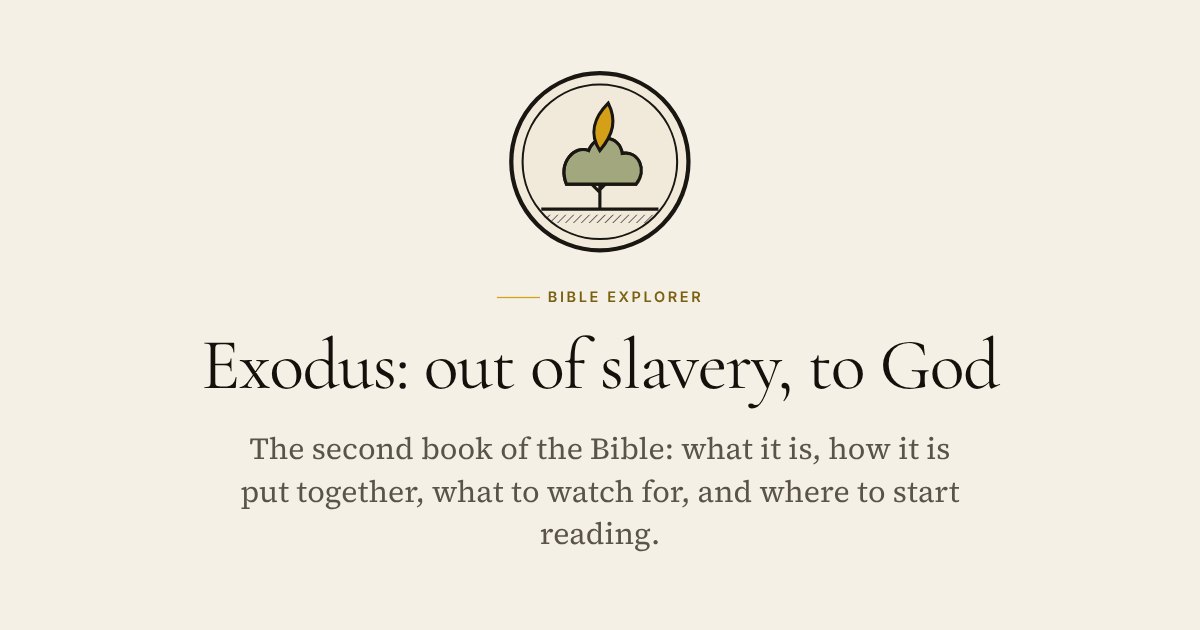 BIBLE EXPLORER
Exodus: out of slavery, to God
The second book of the Bible: what it is, how it is
put together, what to watch for, and where to start
reading.